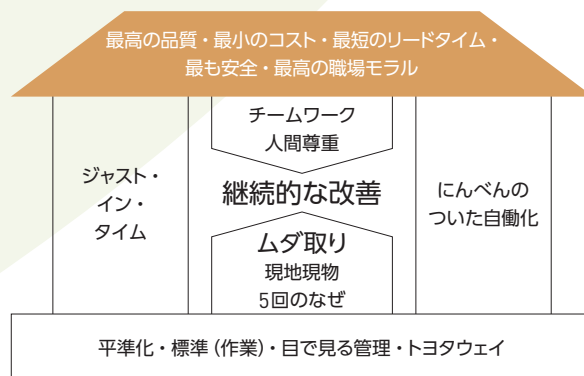 最高の品質・最小のコスト・最短のリードタイム・
最も安全・最高の職場モラル
ジャスト・
イン・
タイム
チームワーク
人間尊重
継続的な改善
ムダ取り
現地現物
5回のなぜ
にんべんの
ついた自働化
平準化・標準（作業）・目で見る管理・トヨタウェイ